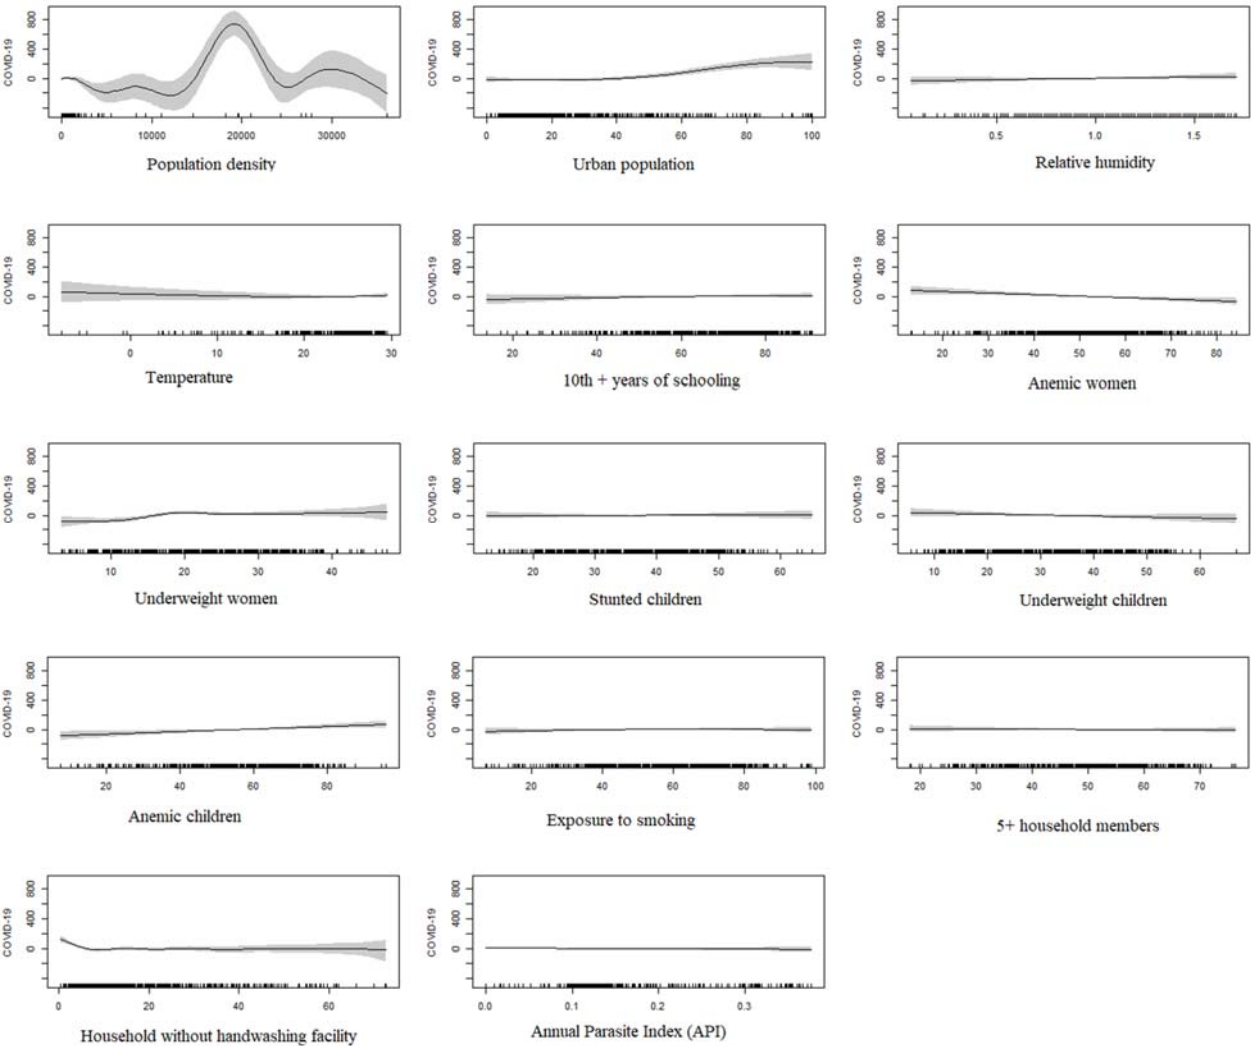 COVID-19
0 400 800
0 10000 20000 30000
Population density
COVID-19
0 400 800
0 20 40 60 80 100
Urban population
COVID-19
0 400 800
0.5 1.0 1.5
Relative humidity
COVID-19
0 400 800
0 10 20 30
Temperature
COVID-19
0 400 800
20 40 60 80
10th + years of schooling
COVID-19
0 400 800
20 30 40 50 60 70 80
Anemic women
COVID-19
0 400 800
10 20 30 40
Underweight women
COVID-19
0 400 800
20 30 40 50 60
Stunted children
COVID-19
0 400 800
10 20 30 40 50 60
Underweight children
COVID-19
0 400 800
20 40 60 80
Anemic children
COVID-19
0 400 800
20 40 60 80 100
Exposure to smoking
COVID-19
0 400 800
20 30 40 50 60 70
5+ household members
COVID-19
0 400 800
0 20 40 60
Household without handwashing facility
COVID-19
0 400 800
0.0 0.1 0.2 0.3
Annual Parasite Index (API)